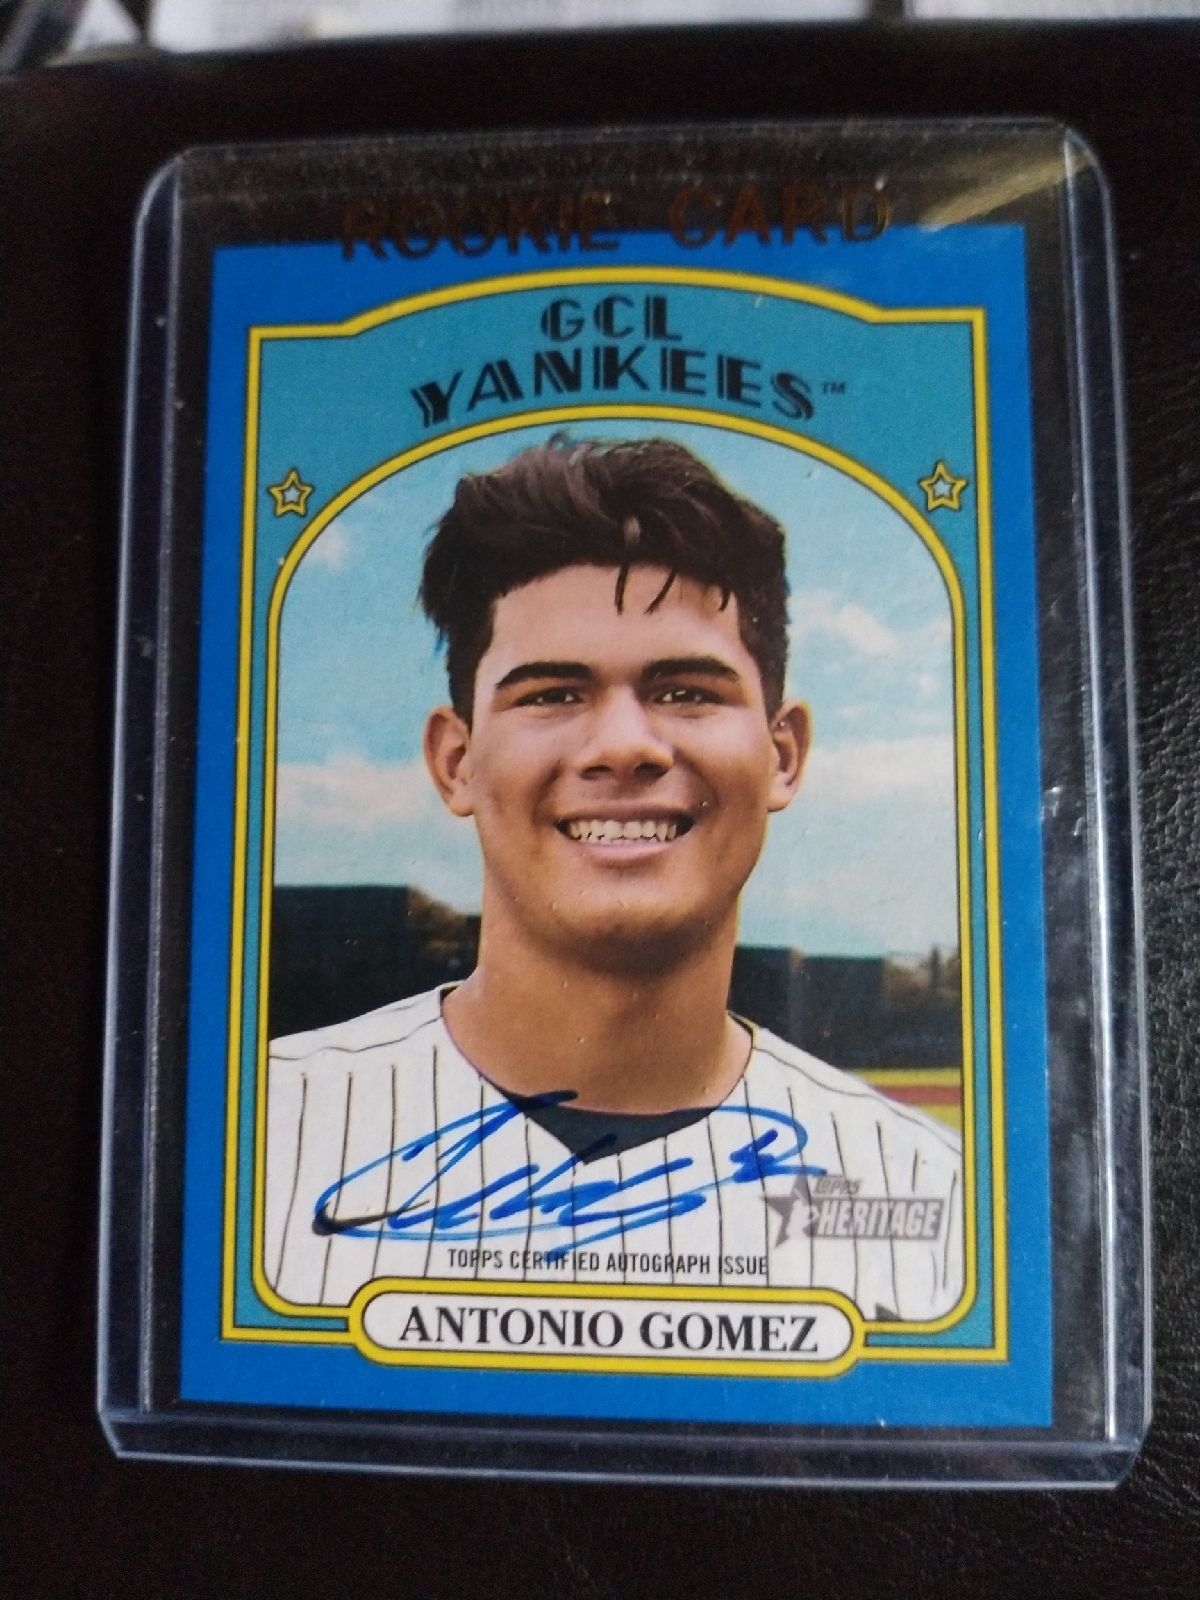 ROOKIE CARD
GCL
YANKEES™
TOPPS
HERITAGE
TOPPS CERTIFIED AUTOGRAPH ISSUE
ANTONIO GOMEZ